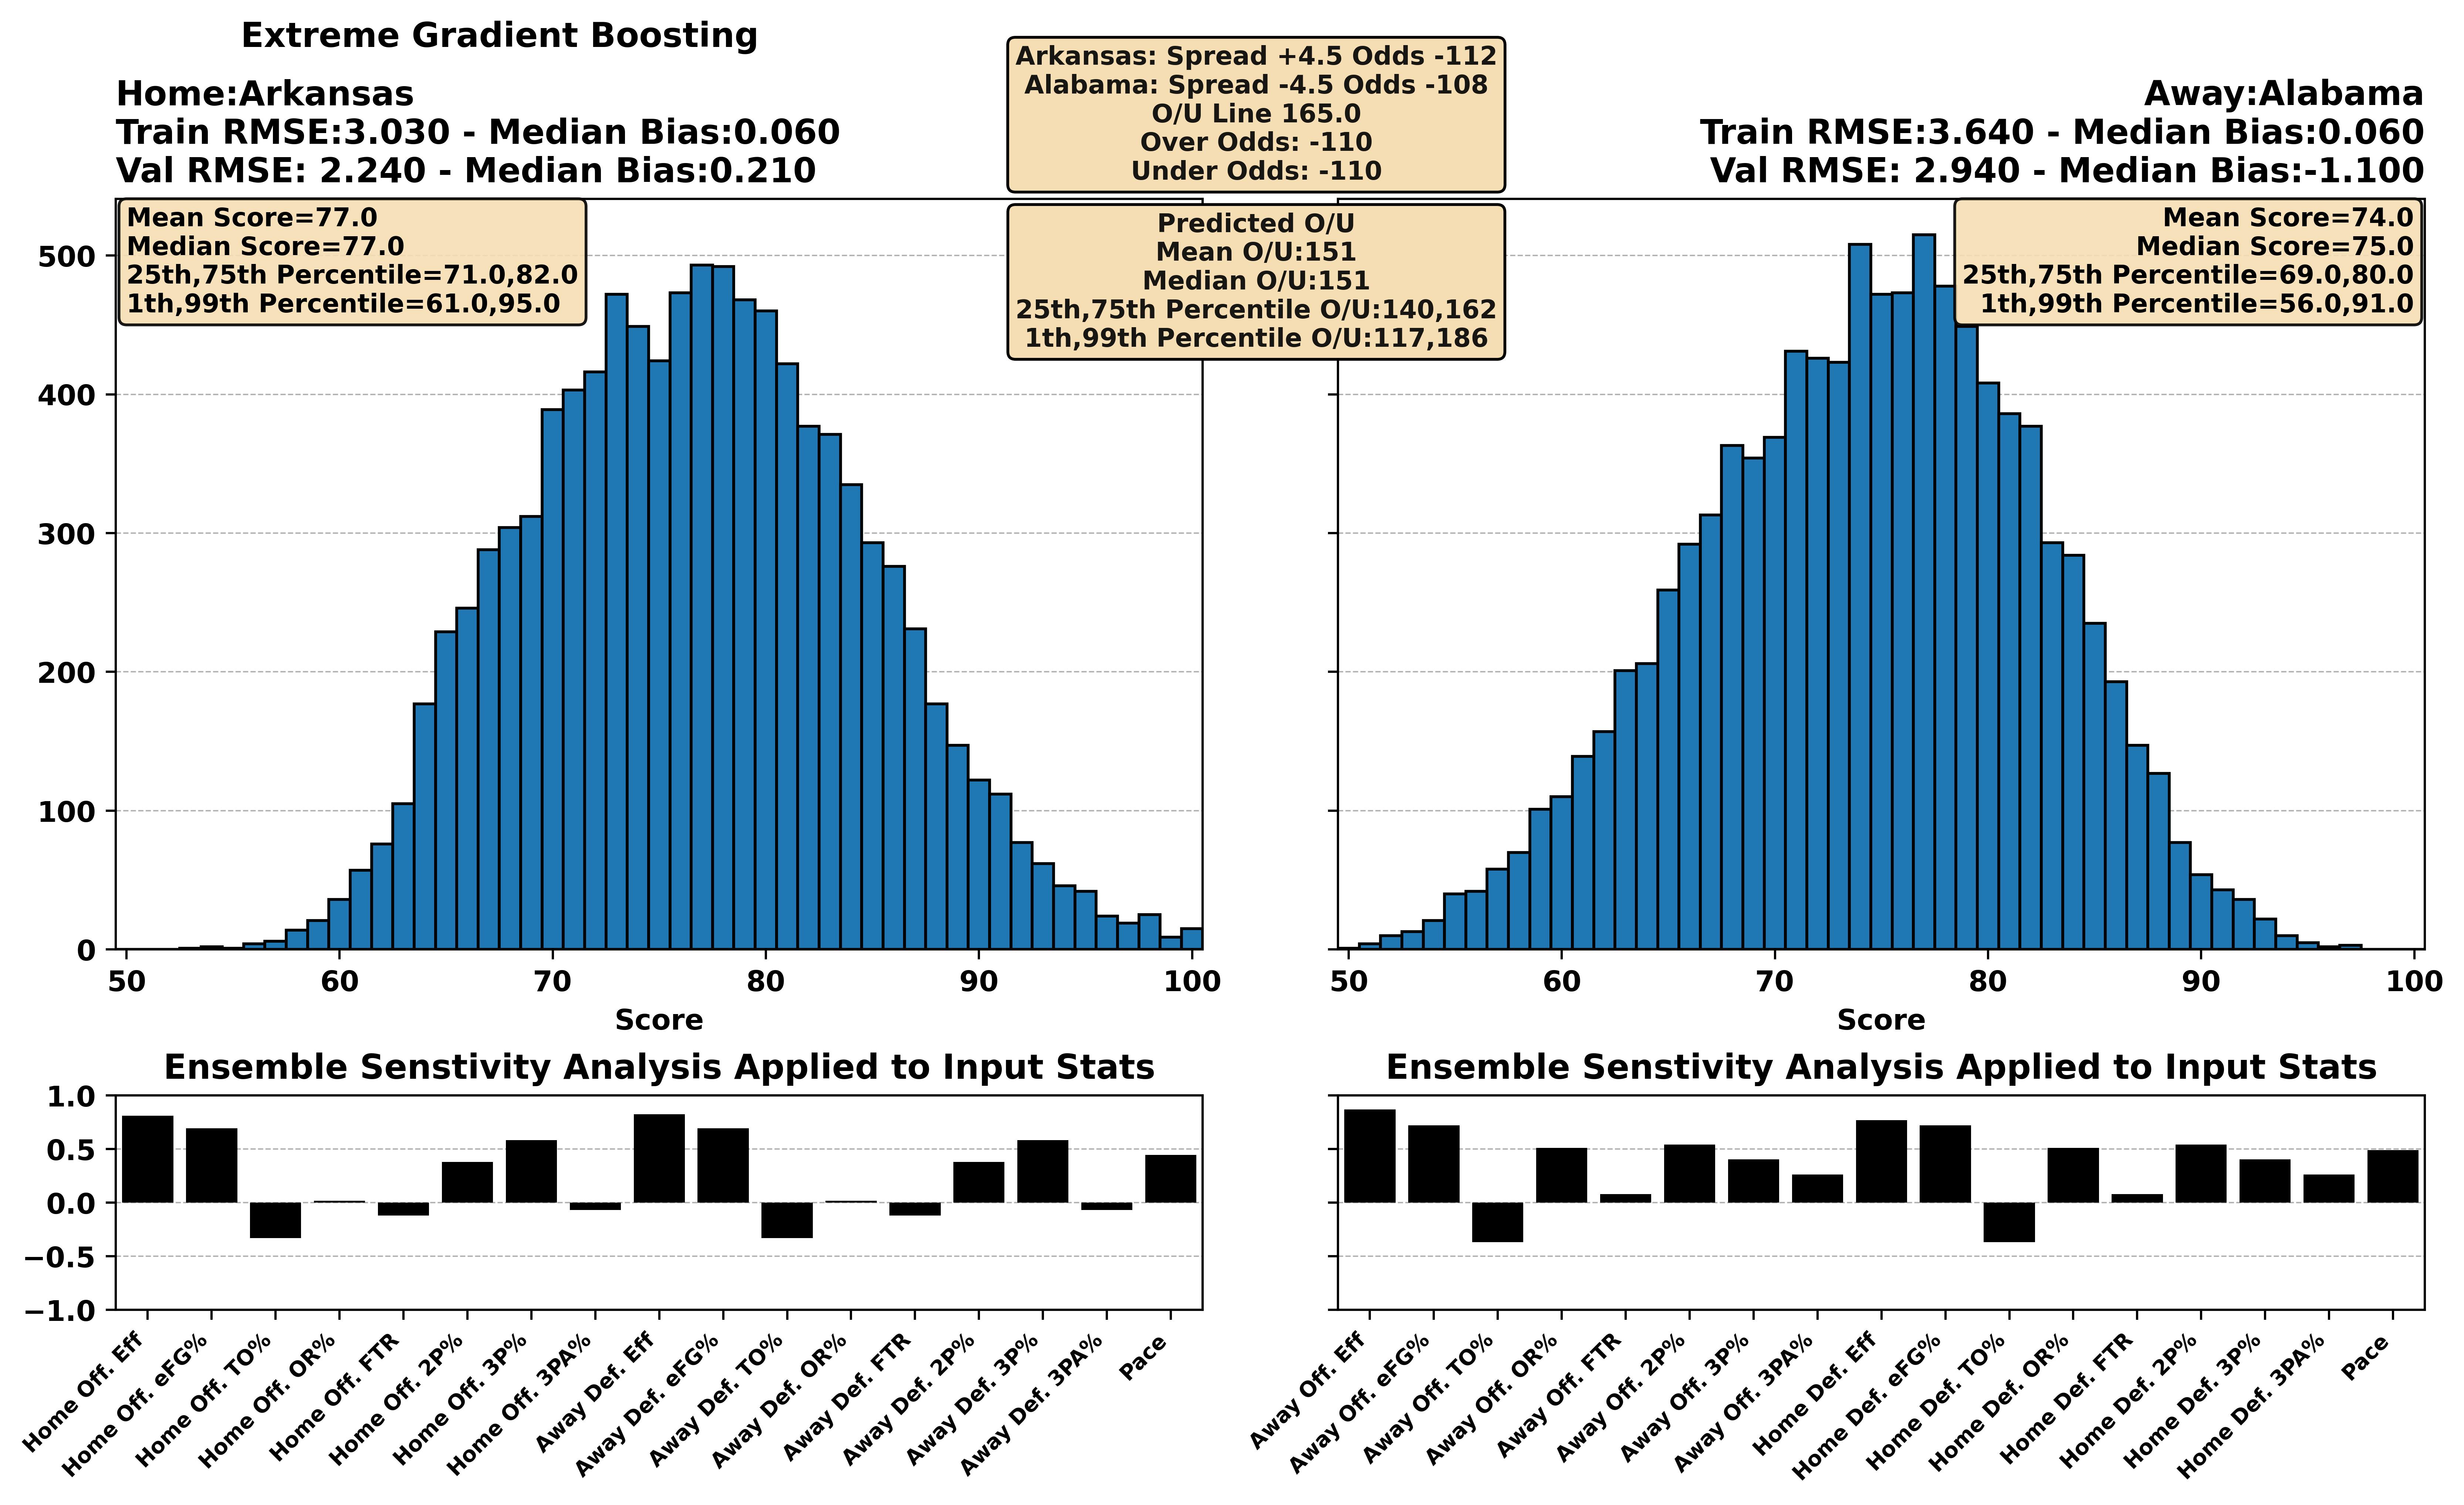 Extreme Gradient Boosting
Home:Arkansas
Train RMSE:3.030 - Median Bias:0.060
Val RMSE: 2.240 - Median Bias:0.210
Arkansas: Spread +4.5 Odds -112
Alabama: Spread -4.5 Odds -108
O/U Line 165.0
Over Odds: -110
Under Odds: -110
Away:Alabama
Train RMSE:3.640 - Median Bias:0.060
Val RMSE: 2.940 - Median Bias:-1.100
Mean Score=77.0
Median Score=77.0
25th,75th Percentile=71.0,82.0
1th,99th Percentile=61.0,95.0
Predicted O/U
Mean O/U:151
Median O/U:151
25th,75th Percentile O/U:140,162
1th,99th Percentile O/U:117,186
Mean Score=74.0
Median Score=75.0
25th,75th Percentile=69.0,80.0
1th,99th Percentile=56.0,91.0
500
400
300
200
100
0
50 60 70 80 90 100
Score
50 60 70 80 90 100
Score
Ensemble Senstivity Analysis Applied to Input Stats
1.0
0.5
0.0
−0.5
−1.0
Home Off. Eff
Home Off. eFG%
Home Off. TO%
Home Off. OR%
Home Off. FTR
Home Off. 2P%
Home Off. 3P%
Home Off. 3PA%
Away Def. Eff
Away Def. eFG%
Away Def. TO%
Away Def. OR%
Away Def. FTR
Away Def. 2P%
Away Def. 3P%
Away Def. 3PA%
Pace
Ensemble Senstivity Analysis Applied to Input Stats
Away Off. Eff
Away Off. eFG%
Away Off. TO%
Away Off. OR%
Away Off. FTR
Away Off. 2P%
Away Off. 3P%
Away Off. 3PA%
Home Def. Eff
Home Def. eFG%
Home Def. TO%
Home Def. OR%
Home Def. FTR
Home Def. 2P%
Home Def. 3P%
Home Def. 3PA%
Pace